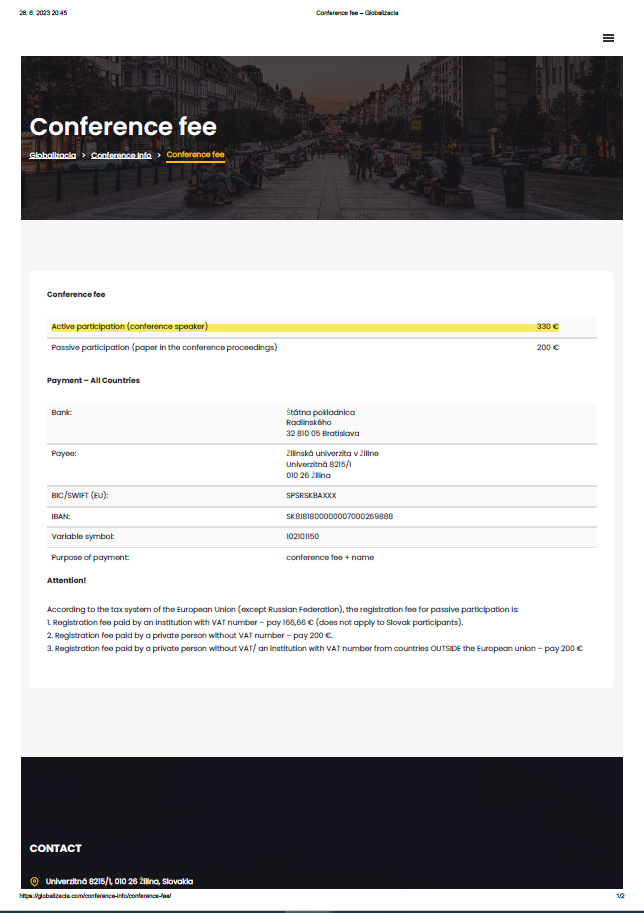 28. 6. 2023 20:45 Conference fee – Globalizacia
Conference fee
Globalizacia > Conference info > Conference fee
Conference fee
Active participation (conference speaker) 330 €
Passive participation (paper in the conference proceedings) 200 €
Payment – All Countries
Bank: Štátna pokladnica
Radlinského
32 810 05 Bratislava
Payee: Žilinská univerzita v Žiline
Univerzitná 8215/1
010 26 Žilina
BIC/SWIFT (EU): SPSRSKBAXXX
IBAN: SK8181800000007000269888
Variable symbol: 102101150
Purpose of payment: conference fee + name
Attention!
According to the tax system of the European Union (except Russian Federation), the registration fee for passive participation is:
1. Registration fee paid by an institution with VAT number – pay 166,66 € (does not apply to Slovak participants).
2. Registration fee paid by a private person without VAT number – pay 200 €.
3. Registration fee paid by a private person without VAT/ an institution with VAT number from countries OUTSIDE the European union – pay 200 €
CONTACT
Univerzitná 8215/1, 010 26 Žilina, Slovakia
https://globalizacia.com/conference-info/conference-fee/ 1/2